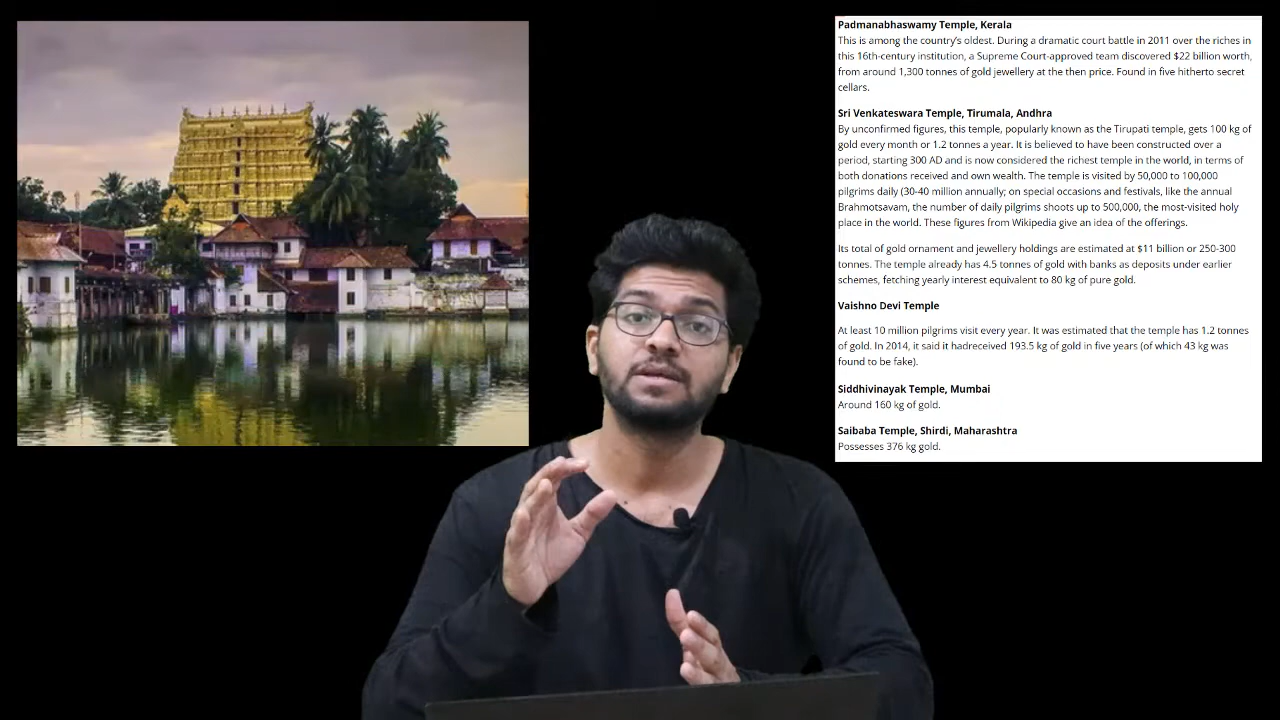 Padmanabhaswamy Temple, Kerala
This is among the country's oldest. During a dramatic court battle in 2011 over the riches in
this 16th-century institution, a Supreme Court-approved team discovered $22 billion worth,
from around 1,300 tonnes of gold jewellery at the then price. Found in five hitherto secret
cellars.
Sri Venkateswara Temple, Tirumala, Andhra
By unconfirmed figures, this temple, popularly known as the Tirupati temple, gets 100 kg of
gold every month or 1.2 tonnes a year. It is believed to have been constructed over a
period, starting 300 AD and is now considered the richest temple in the world, in terms of
both donations received and own wealth. The temple is visited by 50,000 to 100,000
pilgrims daily (30-40 million annually; on special occasions and festivals, like the annual
Brahmotsavam, the number of daily pilgrims shoots up to 500,000, the most-visited holy
place in the world. These figures from Wikipedia give an idea of the offerings.
Its total of gold ornament and jewellery holdings are estimated at $11 billion or 250-300
tonnes. The temple already has 4.5 tonnes of gold with banks as deposits under earlier
schemes, fetching yearly interest equivalent to 80 kg of pure gold.
Vaishno Devi Temple
At least 10 million pilgrims visit every year. It was estimated that the temple has 1.2 tonnes
of gold. In 2014, it said it hadreceived 193.5 kg of gold in five years (of which 43 kg was
found to be fake).
Siddhivinayak Temple, Mumbai
Around 160 kg of gold.
Saibaba Temple, Shirdi, Maharashtra
Possesses 376 kg gold.